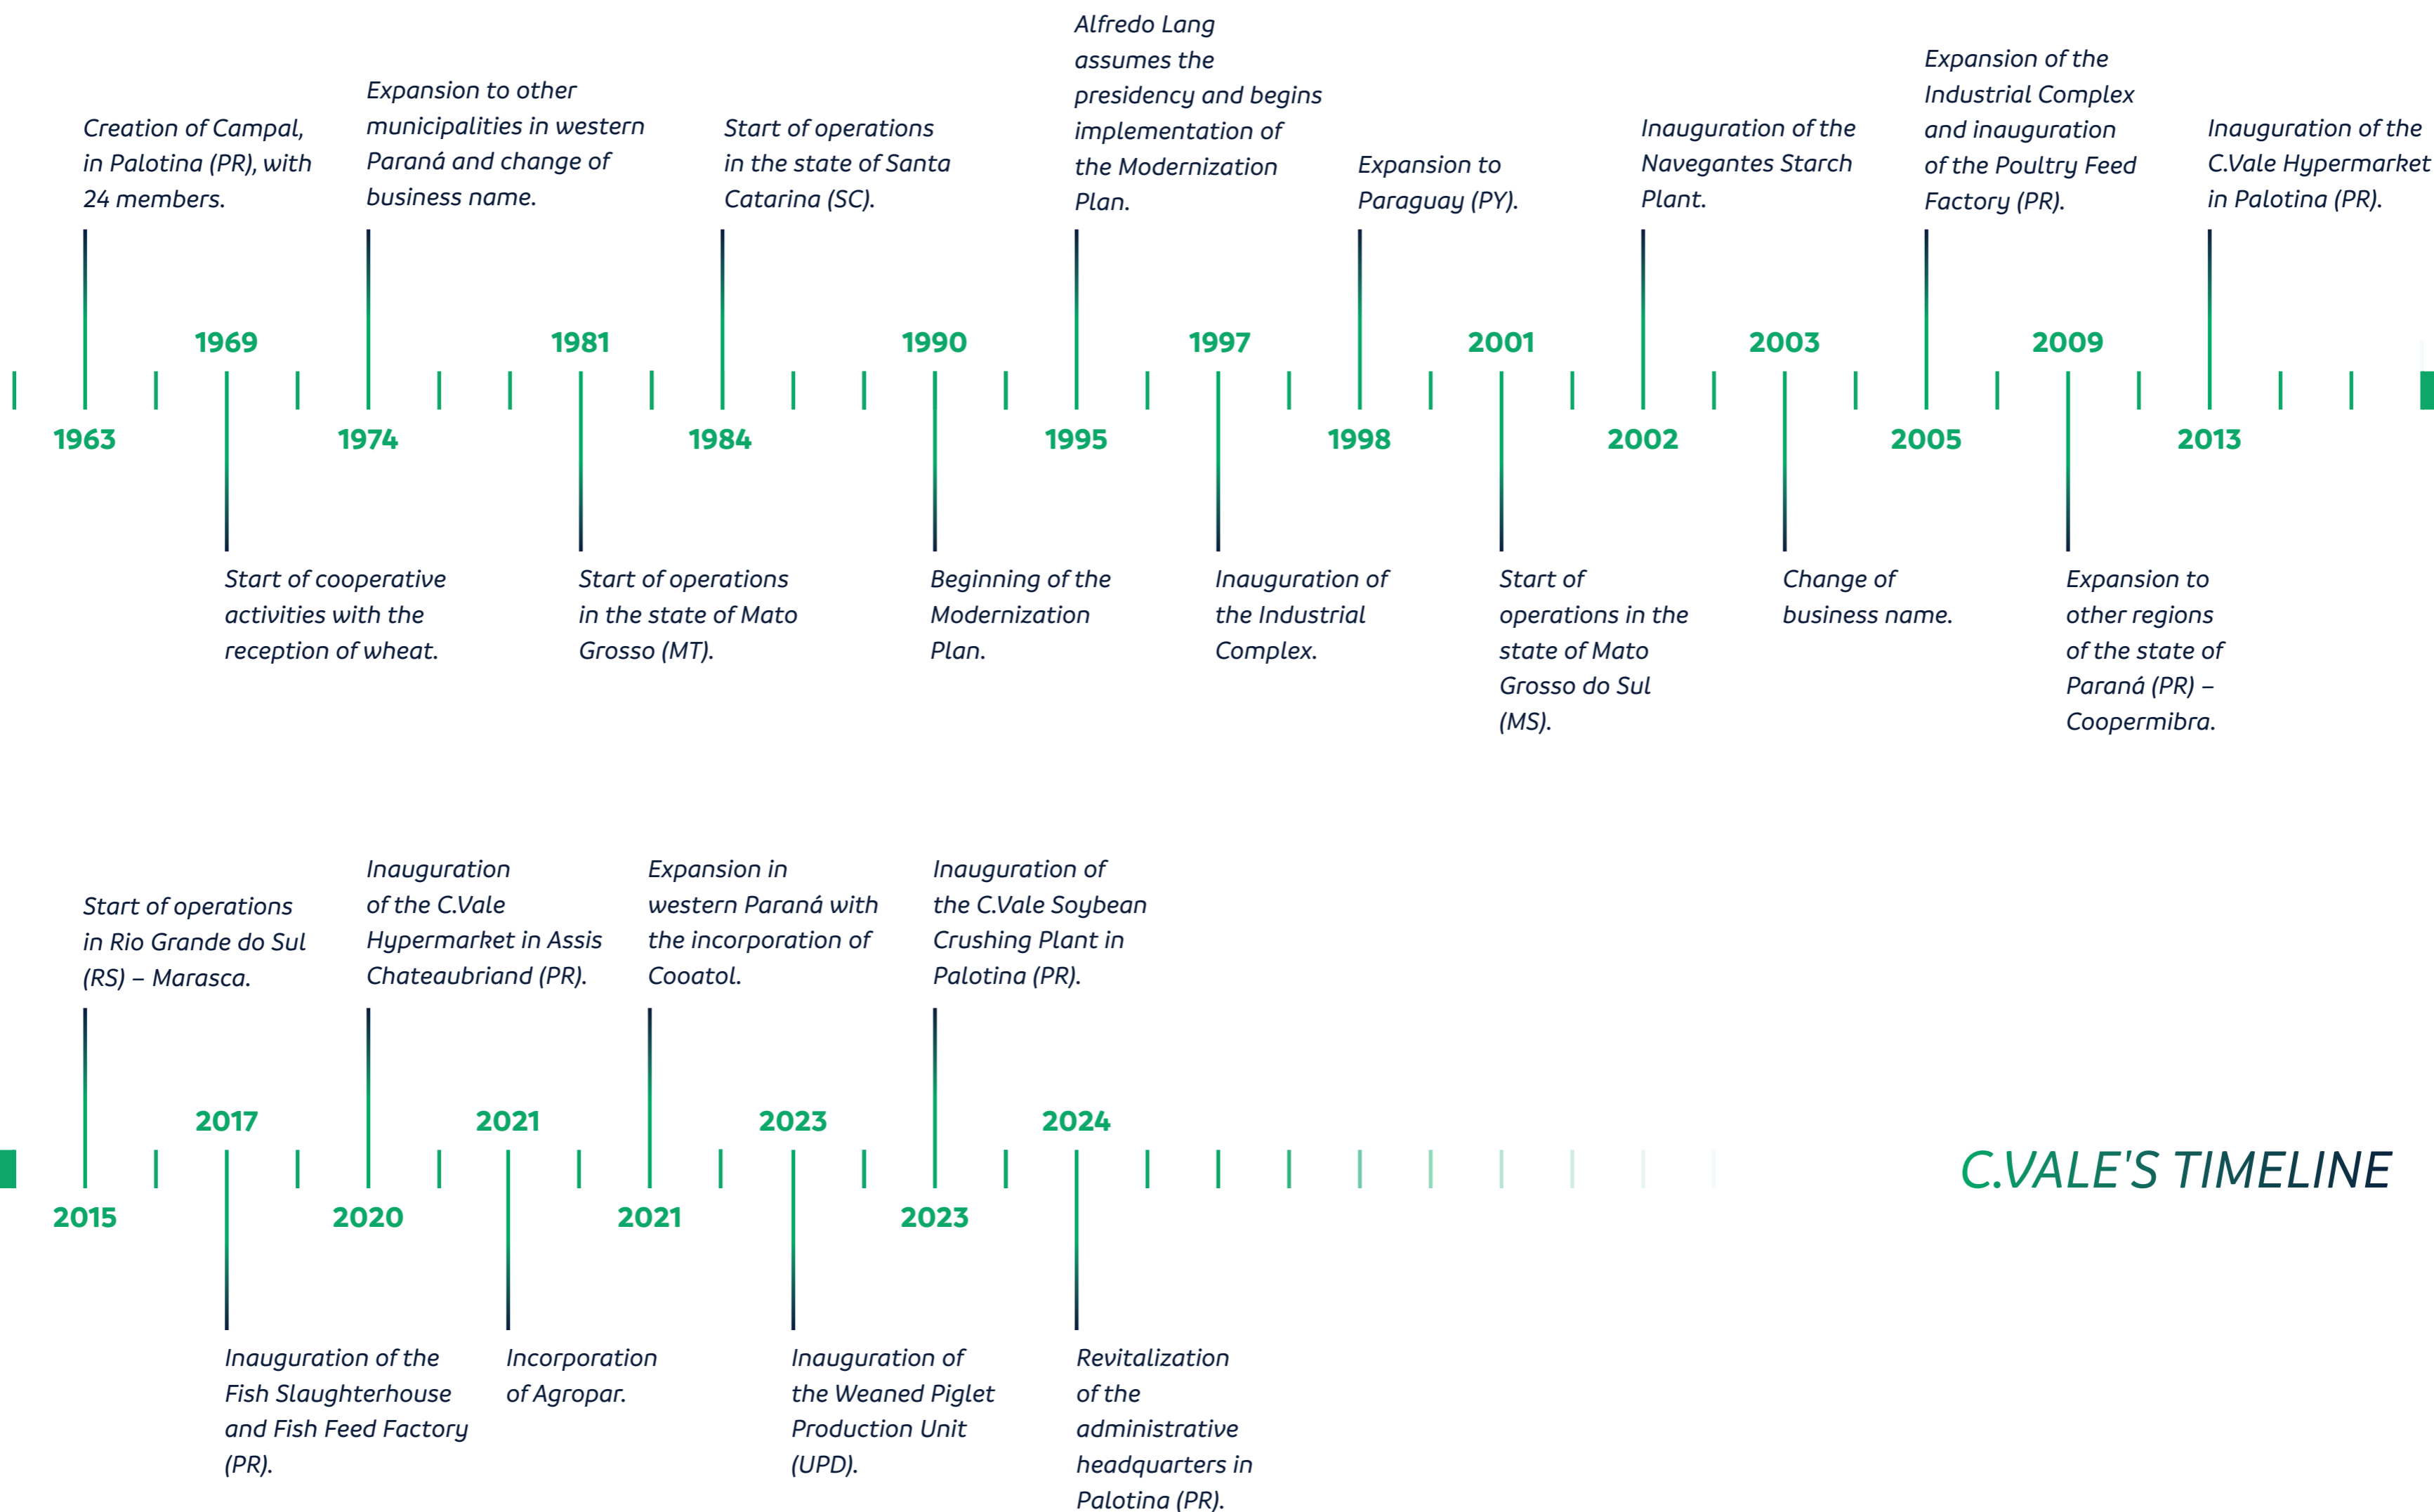 Creation of Campal,
in Palotina (PR), with
24 members.
1963
1969
Start of cooperative
activities with the
reception of wheat.
Expansion to other
municipalities in western
Paraná and change of
business name.
1974
1981
Start of operations
in the state of Mato
Grosso (MT).
Start of operations
in the state of Santa
Catarina (SC).
1984
1990
Beginning of the
Modernization
Plan.
Alfredo Lang
assumes the
presidency and begins
implementation of
the Modernization
Plan.
1995
1997
Inauguration of
the Industrial
Complex.
Expansion to
Paraguay (PY).
1998
2001
Start of
operations in the
state of Mato
Grosso do Sul
(MS).
Inauguration of the
Navegantes Starch
Plant.
2002
2003
Change of
business name.
Expansion of the
Industrial Complex
and inauguration
of the Poultry Feed
Factory (PR).
2005
2009
Expansion to
other regions
of the state of
Paraná (PR) –
Coopermibra.
Inauguration of the
C.Vale Hypermarket
in Palotina (PR).
2013
Start of operations
in Rio Grande do Sul
(RS) – Marasca.
2015
2017
Inauguration of the
Fish Slaughterhouse
and Fish Feed Factory
(PR).
Inauguration
of the C.Vale
Hypermarket in Assis
Chateaubriand (PR).
2020
2021
Incorporation
of Agropar.
Expansion in
western Paraná with
the incorporation of
Cooatol.
2021
2023
Inauguration of
the Weaned Piglet
Production Unit
(UPD).
Inauguration of
the C.Vale Soybean
Crushing Plant in
Palotina (PR).
2023
2024
Revitalization
of the
administrative
headquarters in
Palotina (PR).
C.VALE'S TIMELINE